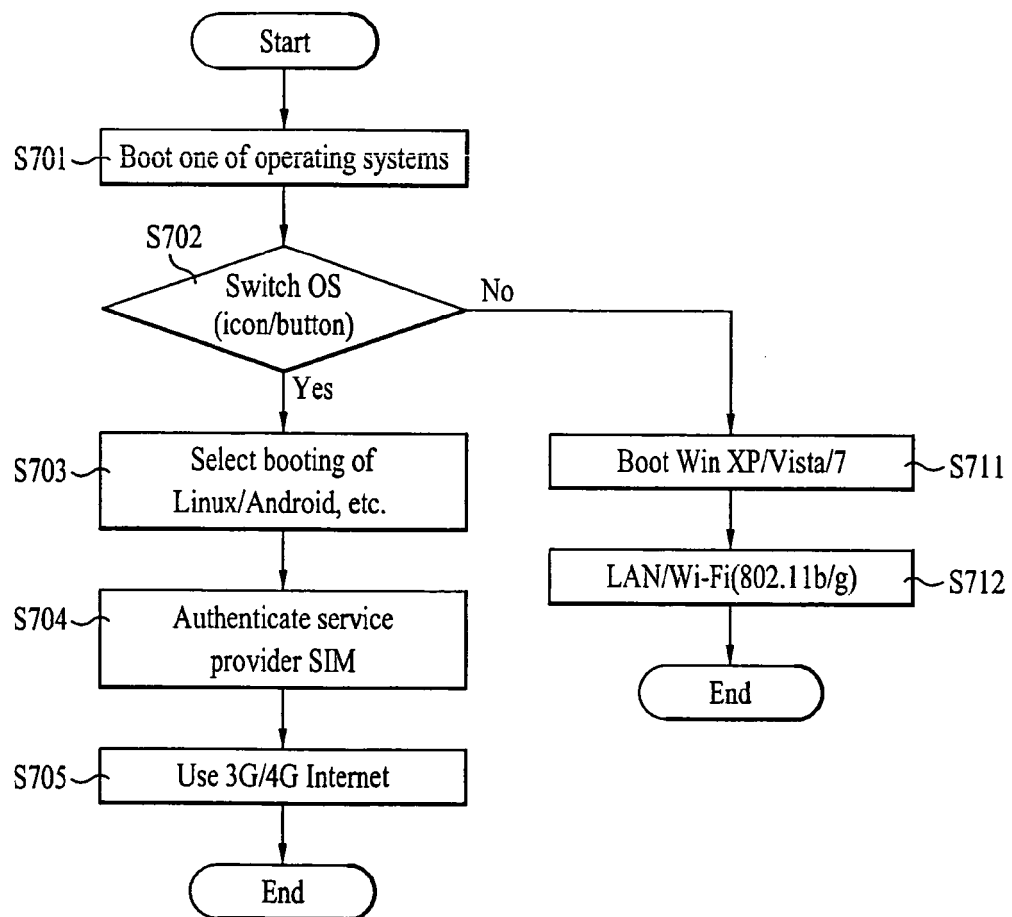 Start
S701
Boot one of operating systems
S702
Switch OS
(icon/button)
No
Yes
S703
Select booting of
Linux/Android, etc.
Boot Win XP/Vista/7
S711
LAN/Wi-Fi(802.11b/g)
S712
S704
Authenticate service
provider SIM
End
S705
Use 3G/4G Internet
End